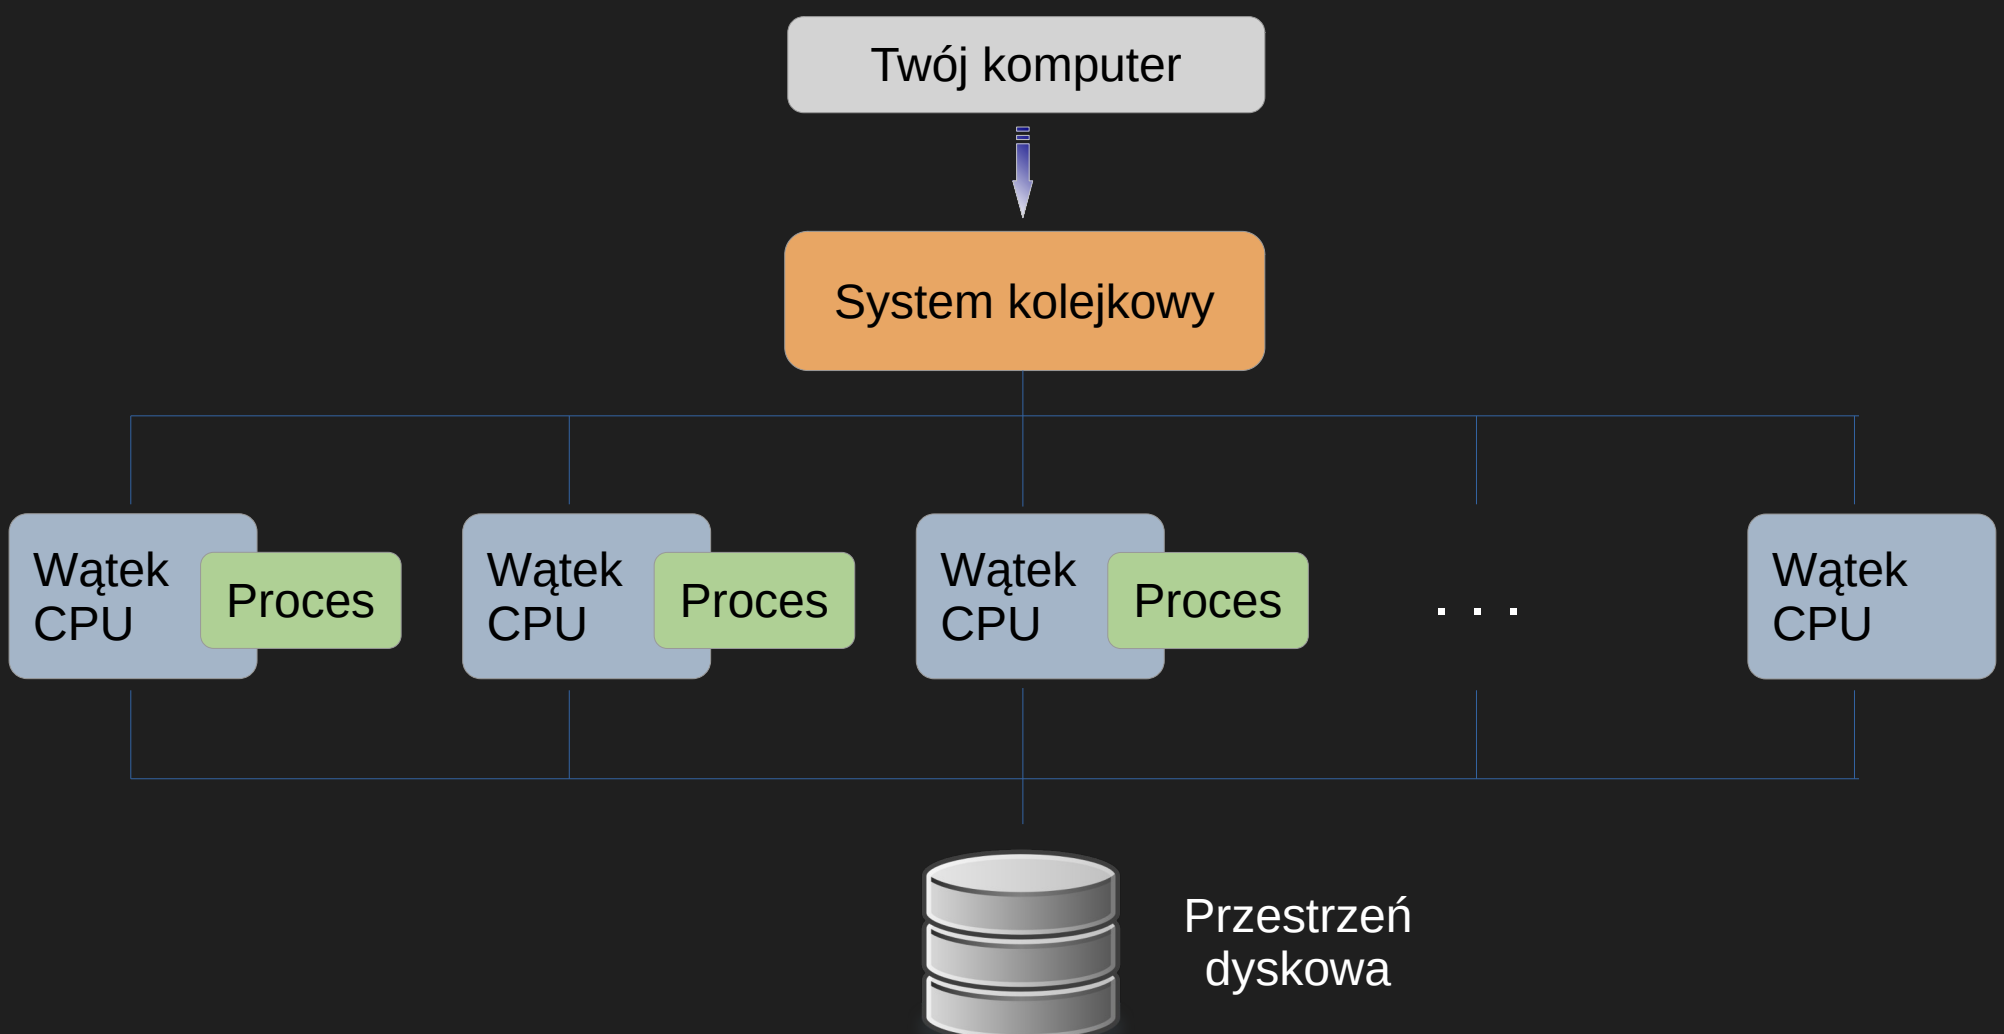 Twój komputer
System kolejkowy
Wątek
CPU
Proces
Wątek
CPU
Proces
Wątek
CPU
Proces
. . .
Wątek
CPU
Przestrzeń
dyskowa